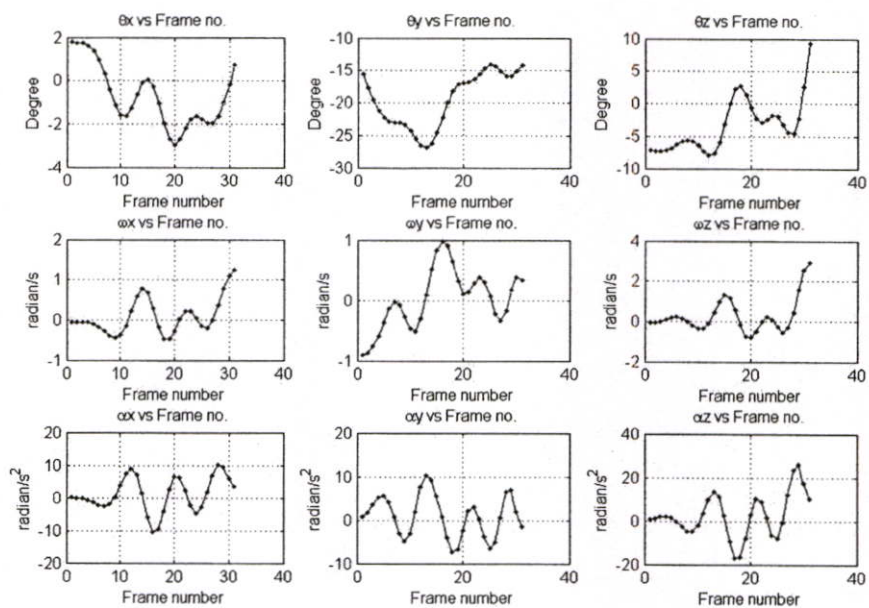 θx vs Frame no.
2
0
-2
-4
Degree
0 10 20 30 40
Frame number
θy vs Frame no.
-10
-15
-20
-25
-30
Degree
0 20 40
Frame number
θz vs Frame no.
10
5
0
-5
-10
Degree
0 20 40
Frame number
ωx vs Frame no.
2
1
0
-1
radian/s
0 10 20 30 40
Frame number
ωy vs Frame no.
1
0
-1
radian/s
0 20 40
Frame number
ωz vs Frame no.
4
2
0
-2
radian/s
0 20 40
Frame number
αx vs Frame no.
20
10
0
-10
-20
radian/s²
0 10 20 30 40
Frame number
αy vs Frame no.
20
10
0
-10
radian/s²
0 20 40
Frame number
αz vs Frame no.
40
20
0
-20
radian/s²
0 20 40
Frame number